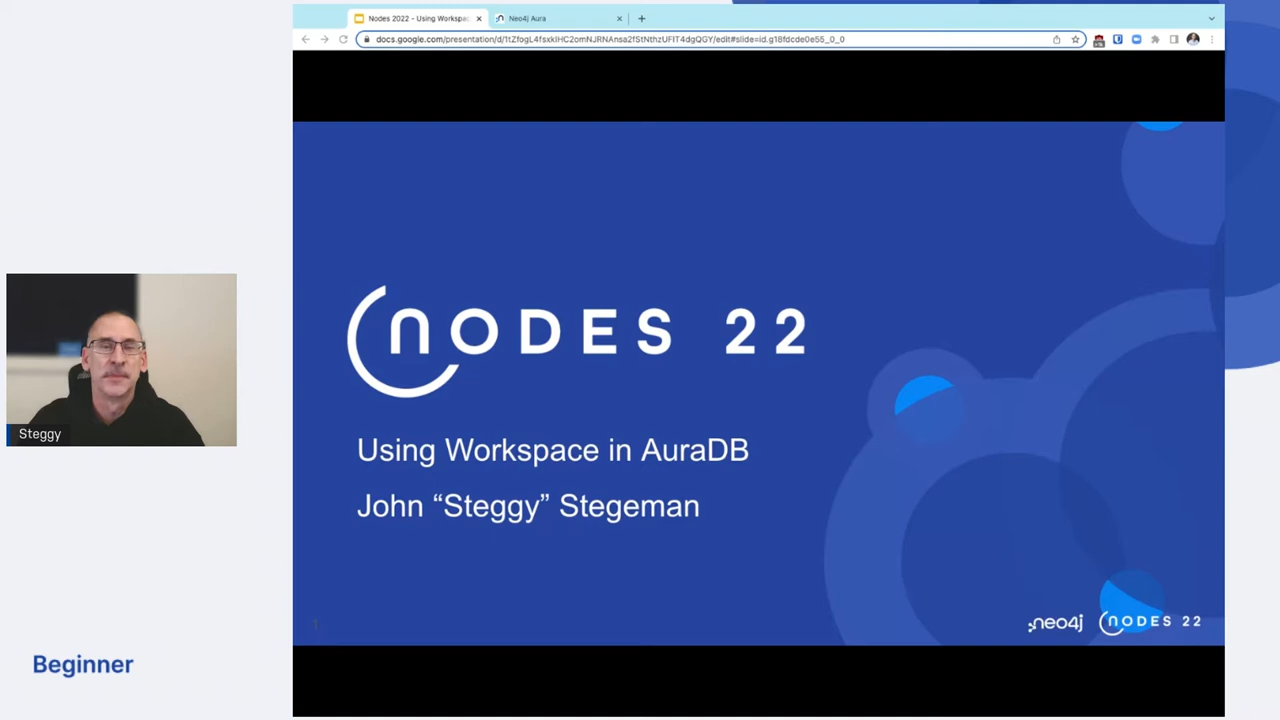 Nodes 2022 - Using Workspac
Neo4j Aura
docs.google.com/presentation/d/1tZfogL4fsxkIHC2omNJRNAnsa2fStNthzUFIT4dgQGY/edit#slide=id.g18fdcde0e55_0_0
NODES 22
Using Workspace in AuraDB
John “Steggy” Stegeman
Steggy
1
neo4j NODES 22
Beginner